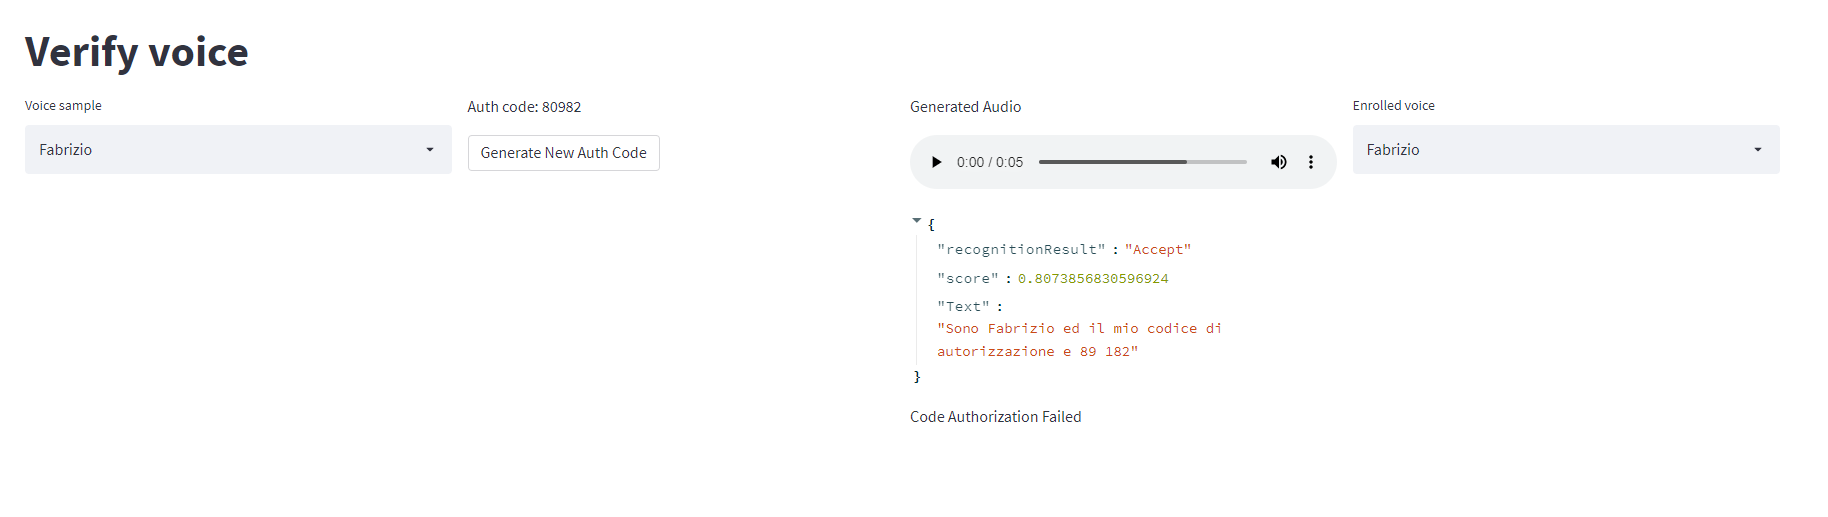 Verify voice
Voice sample
Fabrizio
Auth code: 80982
Generate New Auth Code
Generated Audio
0:00 / 0:05
Enrolled voice
Fabrizio
{
"recognitionResult" : "Accept"
"score" : 0.8073856830596924
"Text" :
"Sono Fabrizio ed il mio codice di
autorizzazione e 89 182"
}
Code Authorization Failed